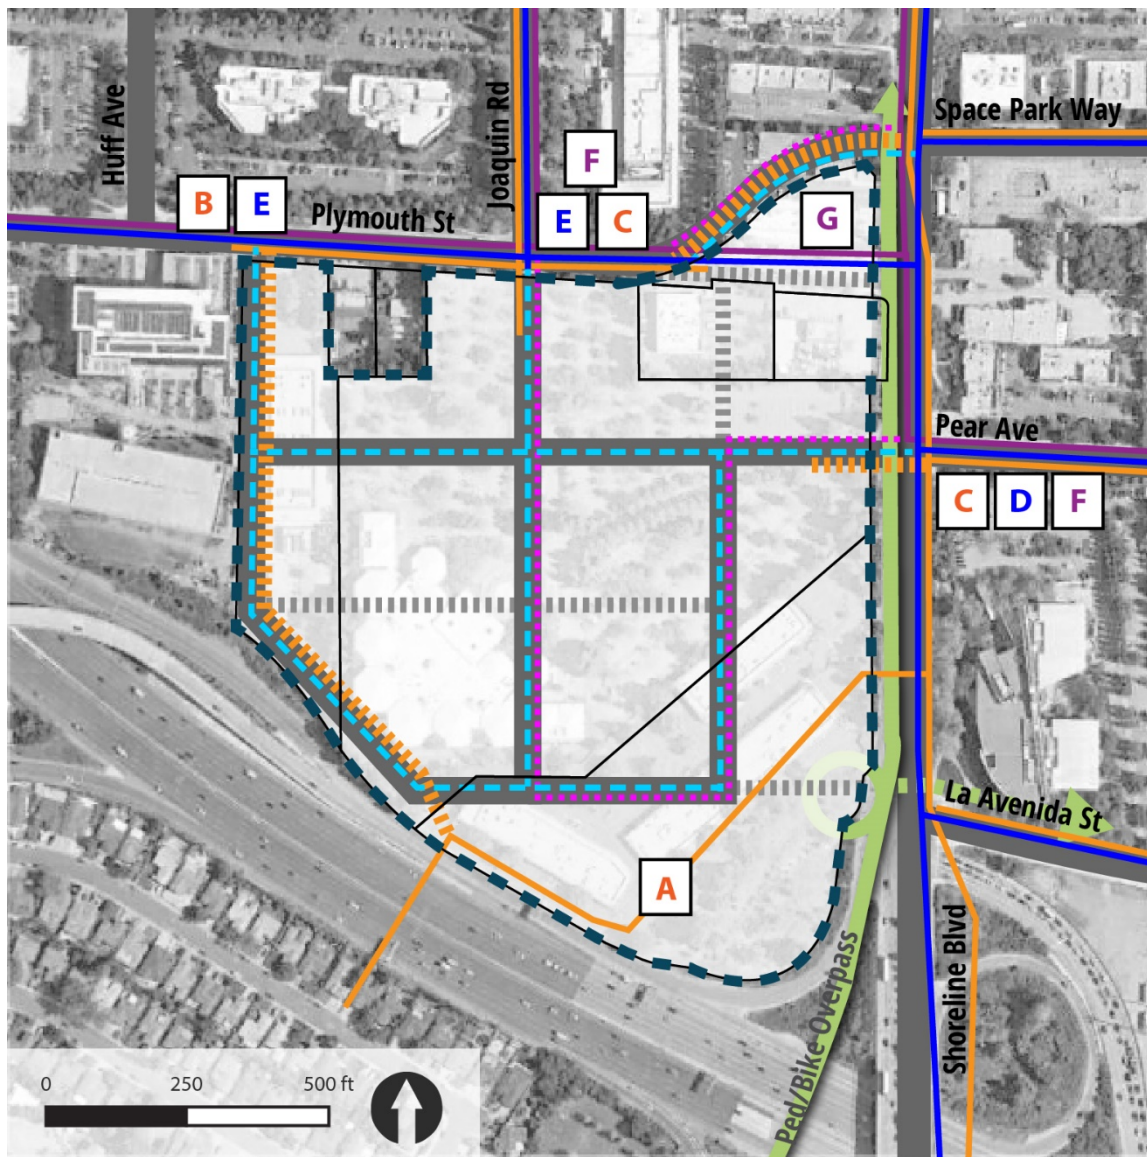 Huff Ave
Joaquin Rd
Space Park Way
F
B E
Plymouth St
E C
G
Pear Ave
C D F
La Avenida St
A
Shoreline Blvd
Ped/Bike Overpass
0 250 500 ft